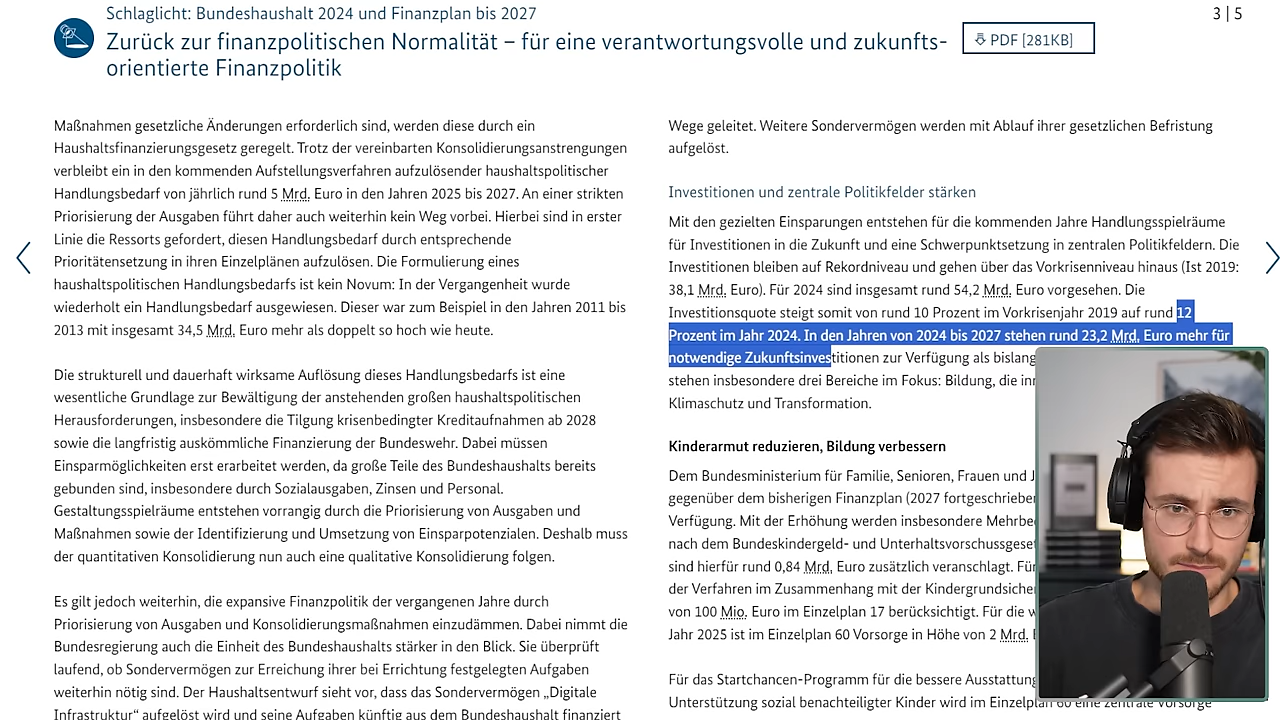 Schlaglicht: Bundeshaushalt 2024 und Finanzplan bis 2027
3 | 5
Zurück zur finanzpolitischen Normalität – für eine verantwortungsvolle und zukunfts-
orientierte Finanzpolitik
PDF [281KB]
Maßnahmen gesetzliche Änderungen erforderlich sind, werden diese durch ein
Haushaltsfinanzierungsgesetz geregelt. Trotz der vereinbarten Konsolidierungsanstrengungen
verbleibt ein in den kommenden Aufstellungsverfahren aufzulösender haushaltspolitischer
Handlungsbedarf von jährlich rund 5 Mrd. Euro in den Jahren 2025 bis 2027. An einer strikten
Priorisierung der Ausgaben führt daher auch weiterhin kein Weg vorbei. Hierbei sind in erster
Linie die Ressorts gefordert, diesen Handlungsbedarf durch entsprechende
Prioritätensetzung in ihren Einzelplänen aufzulösen. Die Formulierung eines
haushaltspolitischen Handlungsbedarfs ist kein Novum: In der Vergangenheit wurde
wiederholt ein Handlungsbedarf ausgewiesen. Dieser war zum Beispiel in den Jahren 2011 bis
2013 mit insgesamt 34,5 Mrd. Euro mehr als doppelt so hoch wie heute.
Die strukturell und dauerhaft wirksame Auflösung dieses Handlungsbedarfs ist eine
wesentliche Grundlage zur Bewältigung der anstehenden großen haushaltspolitischen
Herausforderungen, insbesondere die Tilgung krisenbedingter Kreditaufnahmen ab 2028
sowie die langfristig auskömmliche Finanzierung der Bundeswehr. Dabei müssen
Einsparmöglichkeiten erst erarbeitet werden, da große Teile des Bundeshaushalts bereits
gebunden sind, insbesondere durch Sozialausgaben, Zinsen und Personal.
Gestaltungsspielräume entstehen vorrangig durch die Priorisierung von Ausgaben und
Maßnahmen sowie der Identifizierung und Umsetzung von Einsparpotenzialen. Deshalb muss
der quantitativen Konsolidierung nun auch eine qualitative Konsolidierung folgen.
Es gilt jedoch weiterhin, die expansive Finanzpolitik der vergangenen Jahre durch
Priorisierung von Ausgaben und Konsolidierungsmaßnahmen einzudämmen. Dabei nimmt die
Bundesregierung auch die Einheit des Bundeshaushalts stärker in den Blick. Sie überprüft
laufend, ob Sondervermögen zur Erreichung ihrer bei Errichtung festgelegten Aufgaben
weiterhin nötig sind. Der Haushaltsentwurf sieht vor, dass das Sondervermögen „Digitale
Infrastruktur“ aufgelöst wird und seine Aufgaben künftig aus dem Bundeshaushalt finanziert
Wege geleitet. Weitere Sondervermögen werden mit Ablauf ihrer gesetzlichen Befristung
aufgelöst.
Investitionen und zentrale Politikfelder stärken
Mit den gezielten Einsparungen entstehen für die kommenden Jahre Handlungsspielräume
für Investitionen in die Zukunft und eine Schwerpunktsetzung in zentralen Politikfeldern. Die
Investitionen bleiben auf Rekordniveau und gehen über das Vorkrisenniveau hinaus (Ist 2019:
38,1 Mrd. Euro). Für 2024 sind insgesamt rund 54,2 Mrd. Euro vorgesehen. Die
Investitionsquote steigt somit von rund 10 Prozent im Vorkrisenjahr 2019 auf rund 12
Prozent im Jahr 2024. In den Jahren von 2024 bis 2027 stehen rund 23,2 Mrd. Euro mehr für
notwendige Zukunftsinvestitionen zur Verfügung als bislang
stehen insbesondere drei Bereiche im Fokus: Bildung, die
Klimaschutz und Transformation.
Kinderarmut reduzieren, Bildung verbessern
Dem Bundesministerium für Familie, Senioren, Frauen und
gegenüber dem bisherigen Finanzplan (2027
Verfügung. Mit der Erhöhung werden insbesondere
nach dem Bundeskindergeld- und
sind hierfür rund 0,84 Mrd. Euro zusätzlich veranschlagt.
der Verfahren im Zusammenhang mit der
von 100 Mio. Euro im Einzelplan 17 berücksichtigt. Für die
Jahr 2025 ist im Einzelplan 60 Vorsorge in Höhe von 2 Mrd.
Für das Startchancen-Programm für die bessere Ausstattung
Unterstützung sozial benachteiligter Kinder wird im Einzelplan 60 eine zentrale Vorsorge